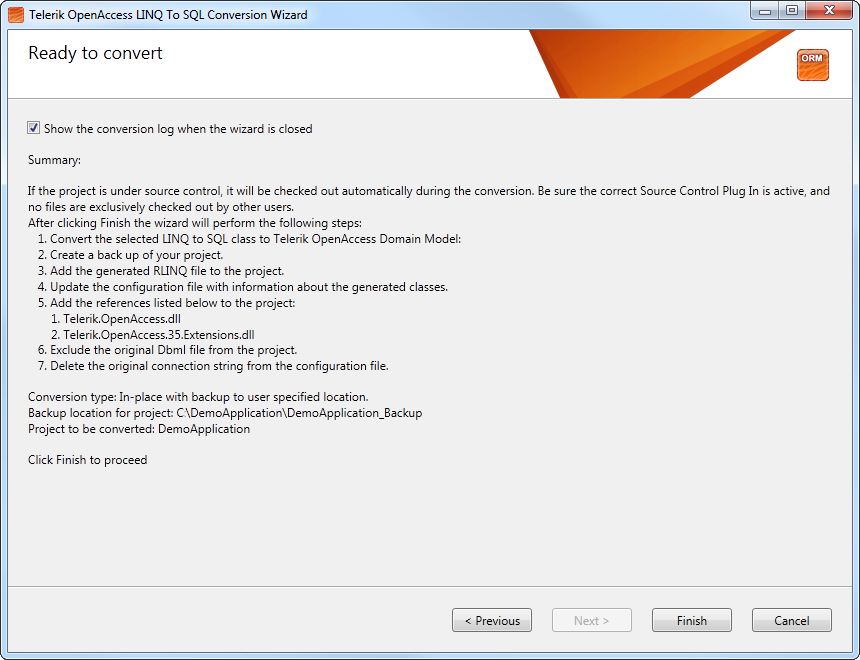 Telerik OpenAccess LINQ To SQL Conversion Wizard
Ready to convert
ORM
Show the conversion log when the wizard is closed
Summary:
If the project is under source control, it will be checked out automatically during the conversion. Be sure the correct Source Control Plug In is active, and
no files are exclusively checked out by other users.
After clicking Finish the wizard will perform the following steps:
1. Convert the selected LINQ to SQL class to Telerik OpenAccess Domain Model:
2. Create a back up of your project.
3. Add the generated RLINQ file to the project.
4. Update the configuration file with information about the generated classes.
5. Add the references listed below to the project:
1. Telerik.OpenAccess.dll
2. Telerik.OpenAccess.35.Extensions.dll
6. Exclude the original Dbml file from the project.
7. Delete the original connection string from the configuration file.
Conversion type: In-place with backup to user specified location.
Backup location for project: C:\DemoApplication\DemoApplication_Backup
Project to be converted: DemoApplication
Click Finish to proceed
< Previous
Next >
Finish
Cancel